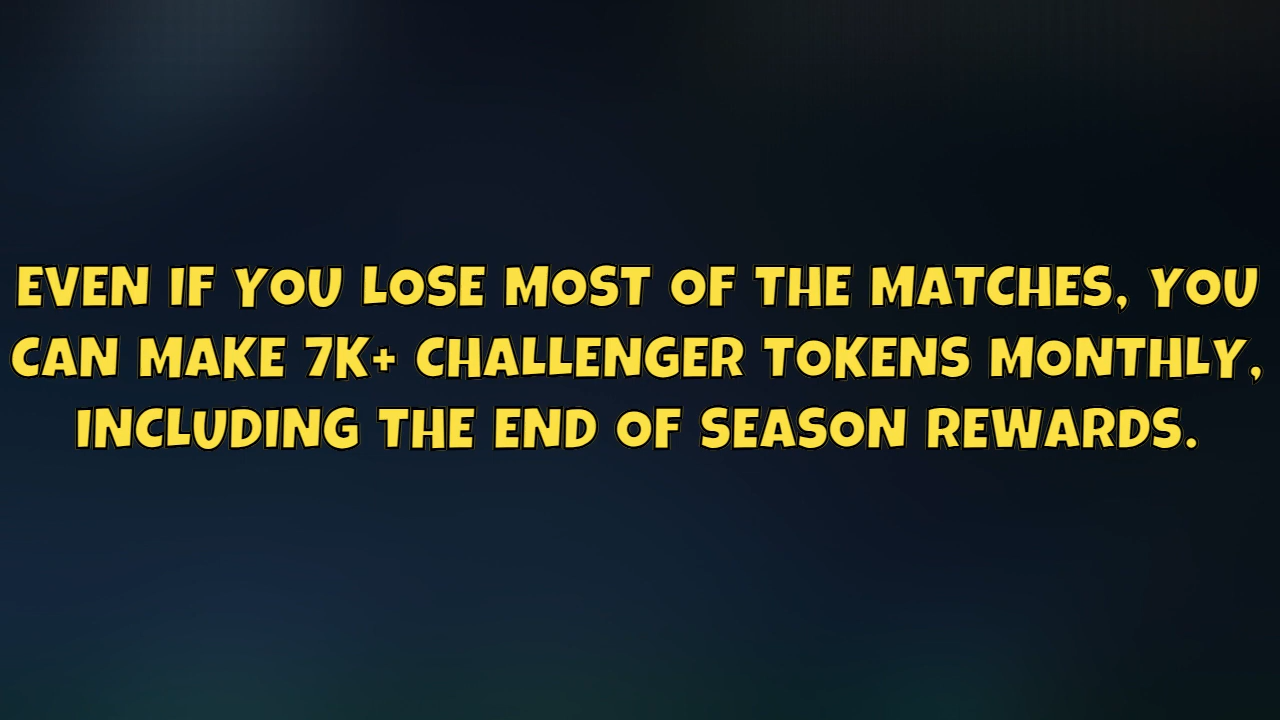 EVEN IF YOU LOSE MOST OF THE MATCHES, YOU
CAN MAKE 7K+ CHALLENGER TOKENS MONTHLY,
INCLUDING THE END OF SEASON REWARDS.